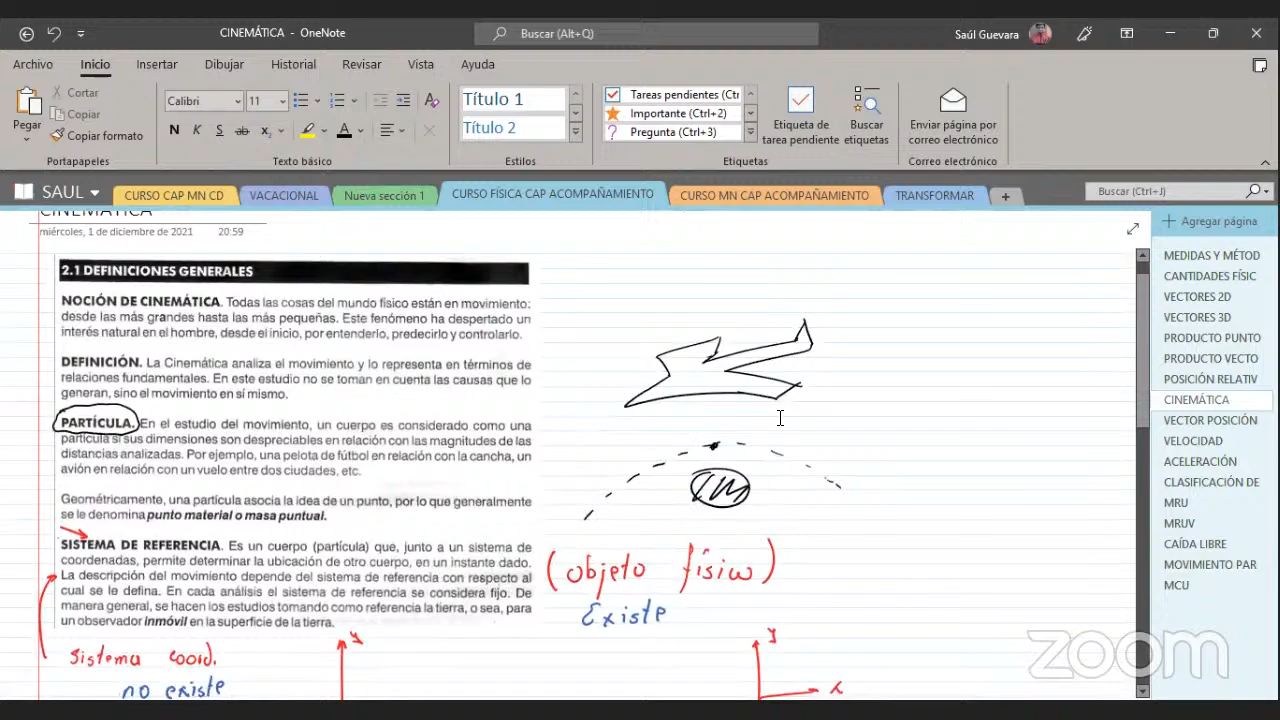 CINEMÁTICA - OneNote
Buscar (Alt+Q)
Saúl Guevara
Archivo Inicio Insertar Dibujar Historial Revisar Vista Ayuda
Pegar
Cortar
Copiar
Copiar formato
Portapapeles
Calibri 11
N K S ab x₂ A
Texto básico
Título 1
Título 2
Estilos
Tareas pendientes (Ctr
Importante (Ctrl+2)
Pregunta (Ctrl+3)
Etiqueta de
tarea pendiente
Buscar
etiquetas
Etiquetas
Enviar página por
correo electrónico
Correo electrónico
SAUL
CURSO CAP MN CD VACACIONAL Nueva sección 1 CURSO FÍSICA CAP ACOMPAÑAMIENTO CURSO MN CAP ACOMPAÑAMIENTO TRANSFORMAR
Buscar (Ctrl+J)
CINEMÁTICA
miércoles, 1 de diciembre de 2021 20:59
2.1 DEFINICIONES GENERALES
NOCIÓN DE CINEMÁTICA. Todas las cosas del mundo físico están en movimiento:
desde las más grandes hasta las más pequeñas. Este fenómeno ha despertado un
interés natural en el hombre, desde el inicio, por entenderlo, predecirlo y controlarlo.
DEFINICIÓN. La Cinemática analiza el movimiento y lo representa en términos de
relaciones fundamentales. En este estudio no se toman en cuenta las causas que lo
generan, sino el movimiento en sí mismo.
PARTÍCULA. En el estudio del movimiento, un cuerpo es considerado como una
partícula si sus dimensiones son despreciables en relación con las magnitudes de las
distancias analizadas. Por ejemplo, una pelota de fútbol en relación con la cancha, un
avión en relación con un vuelo entre dos ciudades, etc.
Geométricamente, una partícula asocia la idea de un punto, por lo que generalmente
se le denomina punto material o masa puntual.
SISTEMA DE REFERENCIA. Es un cuerpo (partícula) que, junto a un sistema de
coordenadas, permite determinar la ubicación de otro cuerpo, en un instante dado.
La descripción del movimiento depende del sistema de referencia con respecto al
cual se le defina. En cada análisis el sistema de referencia se considera fijo. De
manera general, se hacen los estudios tomando como referencia la tierra, o sea, para
un observador inmóvil en la superficie de la tierra.
(objeto físico)
Existe
sistema coord.
no existe
y
y
x
Agregar página
MEDIDAS Y MÉTOD
CANTIDADES FÍSIC
VECTORES 2D
VECTORES 3D
PRODUCTO PUNTO
PRODUCTO VECTO
POSICIÓN RELATIV
CINEMÁTICA
VECTOR POSICIÓN
VELOCIDAD
ACELERACIÓN
CLASIFICACIÓN DE
MRU
MRUV
CAÍDA LIBRE
MOVIMIENTO PAR
MCU
zoom